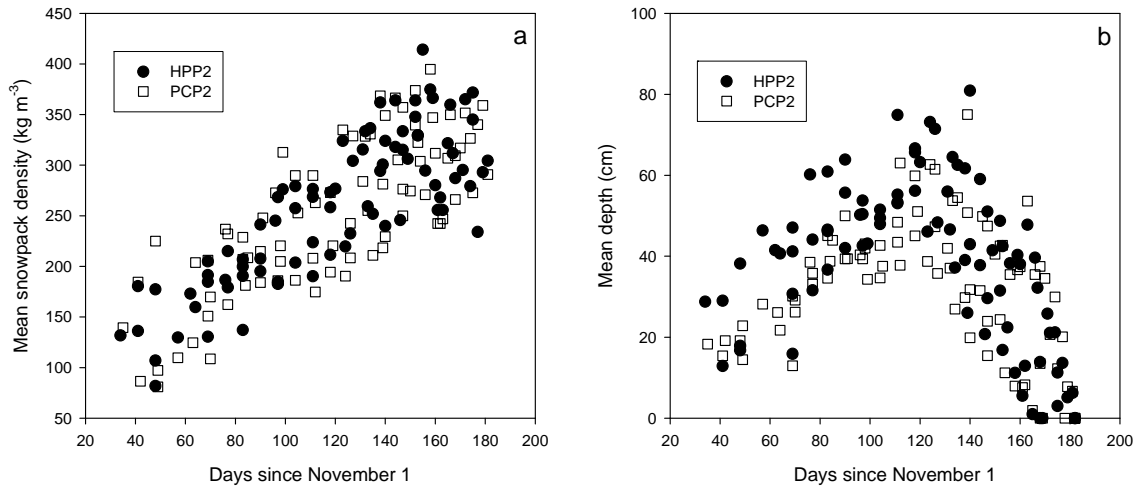 a
HPP2
PCP2
450
400
350
300
250
200
150
100
50
Mean snowpack density (kg m⁻³)
20 40 60 80 100 120 140 160 180 200
Days since November 1
b
HPP2
PCP2
100
80
60
40
20
0
Mean depth (cm)
20 40 60 80 100 120 140 160 180 200
Days since November 1